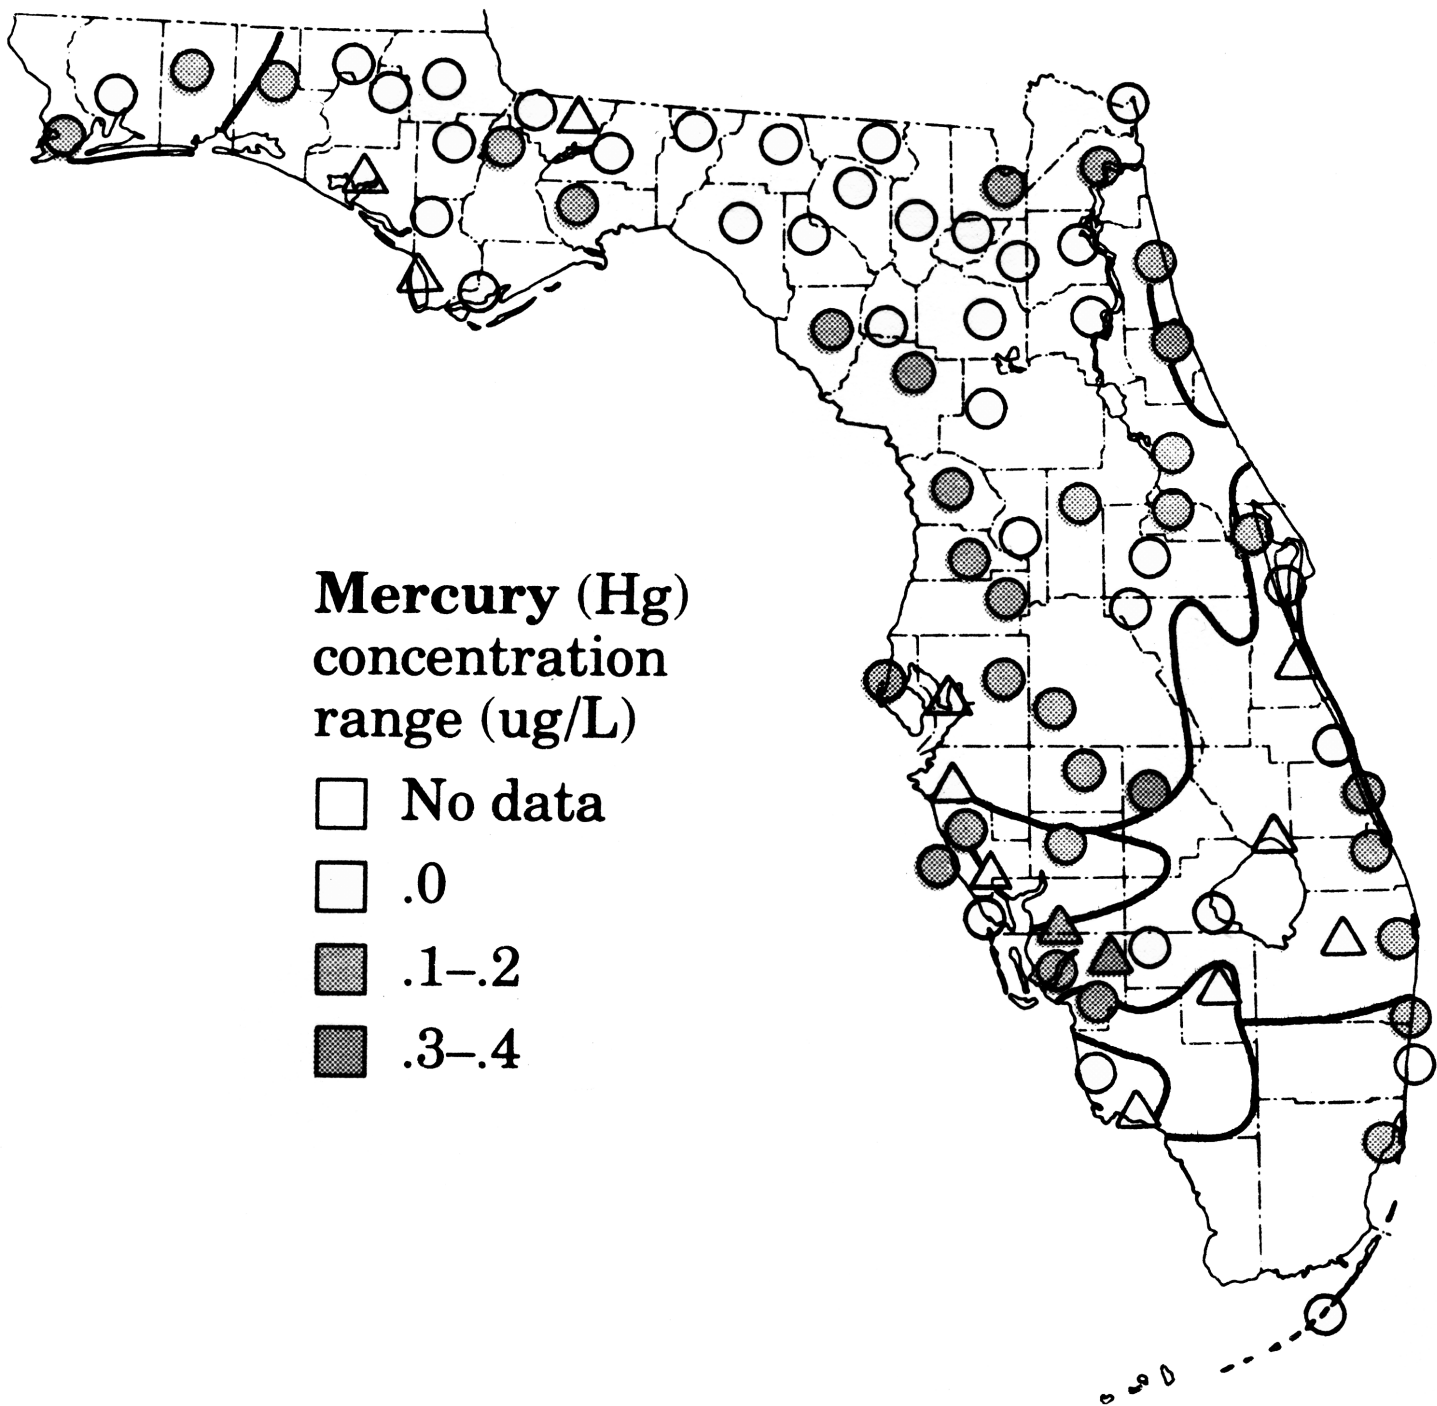 Mercury (Hg)
concentration
range (ug/L)
No data
.0
.1–.2
.3–.4